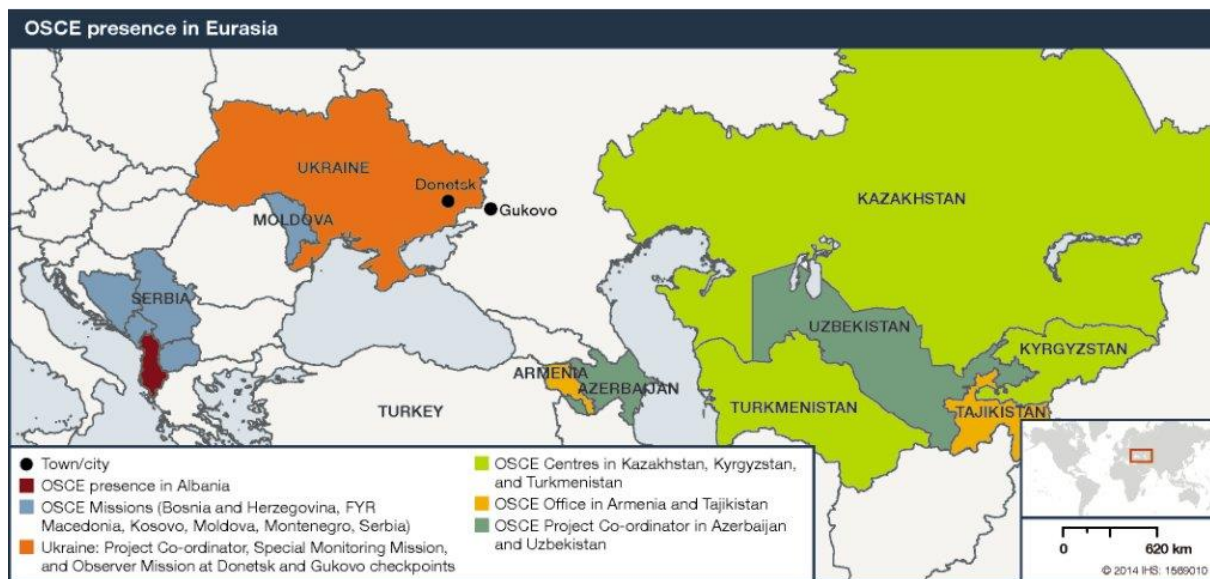 OSCE presence in Eurasia
UKRAINE
Donetsk
Gukovo
MOLDOVA
KAZAKHSTAN
SERBIA
UZBEKISTAN
KYRGYZSTAN
ARMENIA
AZERBAIJAN
TURKEY
TURKMENISTAN
TAJIKISTAN
Town/city
OSCE presence in Albania
OSCE Missions (Bosnia and Herzegovina, FYR
Macedonia, Kosovo, Moldova, Montenegro, Serbia)
Ukraine: Project Co-ordinator, Special Monitoring Mission,
and Observer Mission at Donetsk and Gukovo checkpoints
OSCE Centres in Kazakhstan, Kyrgyzstan,
and Turkmenistan
OSCE Office in Armenia and Tajikistan
OSCE Project Co-ordinator in Azerbaijan
and Uzbekistan
0 620 km
© 2014 IHS: 1569010